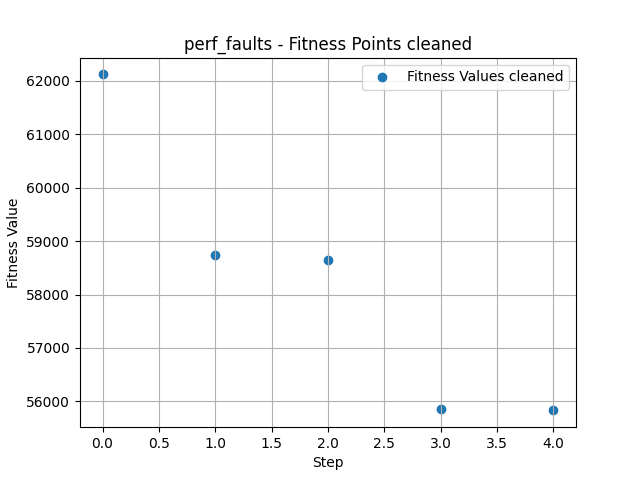 perf_faults - Fitness Points cleaned
Fitness Values cleaned
Fitness Value
62000
61000
60000
59000
58000
57000
56000
0.0 0.5 1.0 1.5 2.0 2.5 3.0 3.5 4.0
Step